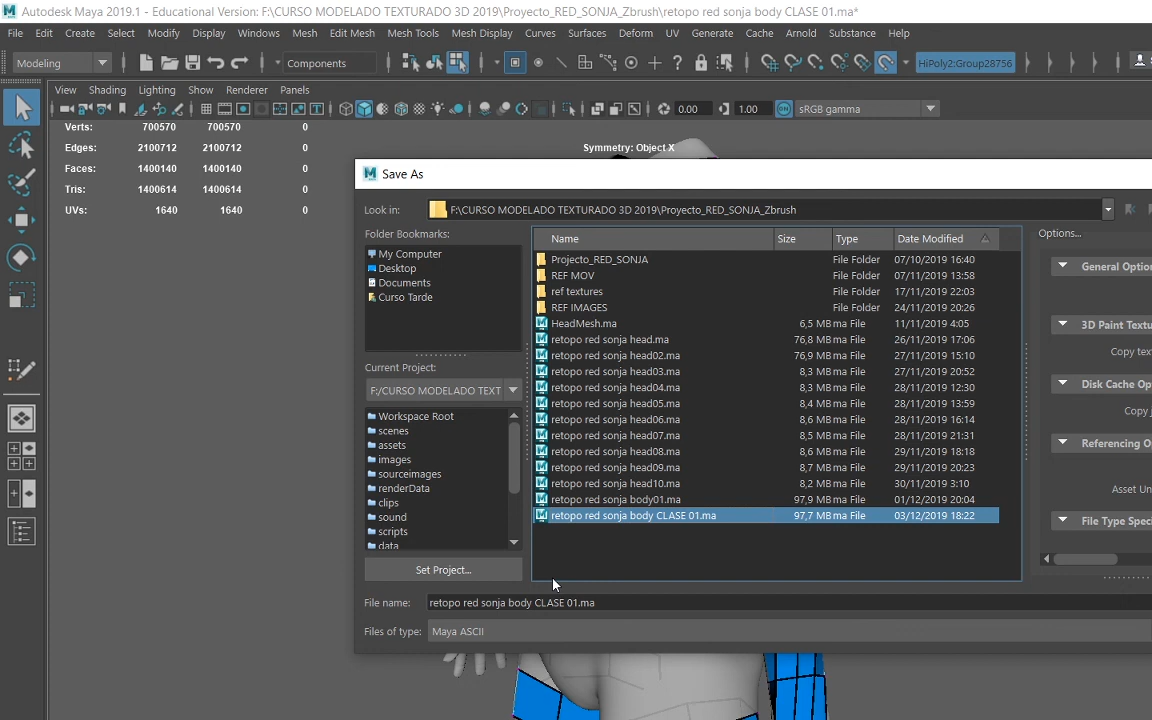 Autodesk Maya 2019.1 - Educational Version: F:\CURSO MODELADO TEXTURADO 3D 2019\Proyecto_RED_SONJA_Zbrush\retopo red sonja body CLASE 01.ma*
File Edit Create Select Modify Display Windows Mesh Edit Mesh Mesh Tools Mesh Display Curves Surfaces Deform UV Generate Cache Arnold Substance Help
Modeling Components HiPoly2:Group28756
View Shading Lighting Show Renderer Panels
0.00 1.00 sRGB gamma
Verts: 700570 700570 0
Edges: 2100712 2100712 0
Faces: 1400140 1400140 0
Tris: 1400614 1400614 0
UVs: 1640 1640 0
Symmetry: Object X
Save As
Look in: F:\CURSO MODELADO TEXTURADO 3D 2019\Proyecto_RED_SONJA_Zbrush
Folder Bookmarks:
My Computer
Desktop
Documents
Curso Tarde
Current Project:
F:/CURSO MODELADO TEXT
Workspace Root
scenes
assets
images
sourceimages
renderData
clips
sound
scripts
data
Set Project...
Name Size Type Date Modified
Projecto_RED_SONJA File Folder 07/10/2019 16:40
REF MOV File Folder 07/11/2019 13:58
ref textures File Folder 17/11/2019 22:03
REF IMAGES File Folder 24/11/2019 20:26
HeadMesh.ma 6,5 MB ma File 11/11/2019 4:05
retopo red sonja head.ma 76,8 MB ma File 26/11/2019 17:06
retopo red sonja head02.ma 76,9 MB ma File 27/11/2019 15:10
retopo red sonja head03.ma 8,3 MB ma File 27/11/2019 20:52
retopo red sonja head04.ma 8,3 MB ma File 28/11/2019 12:30
retopo red sonja head05.ma 8,4 MB ma File 28/11/2019 13:59
retopo red sonja head06.ma 8,6 MB ma File 28/11/2019 16:14
retopo red sonja head07.ma 8,5 MB ma File 28/11/2019 21:31
retopo red sonja head08.ma 8,6 MB ma File 29/11/2019 18:18
retopo red sonja head09.ma 8,7 MB ma File 29/11/2019 20:23
retopo red sonja head10.ma 8,2 MB ma File 30/11/2019 3:10
retopo red sonja body01.ma 97,9 MB ma File 01/12/2019 20:04
retopo red sonja body CLASE 01.ma 97,7 MB ma File 03/12/2019 18:22
Options...
General Optio
3D Paint Textu
Copy tex
Disk Cache Op
Copy j
Referencing O
Asset Un
File Type Speci
File name: retopo red sonja body CLASE 01.ma
Files of type: Maya ASCII